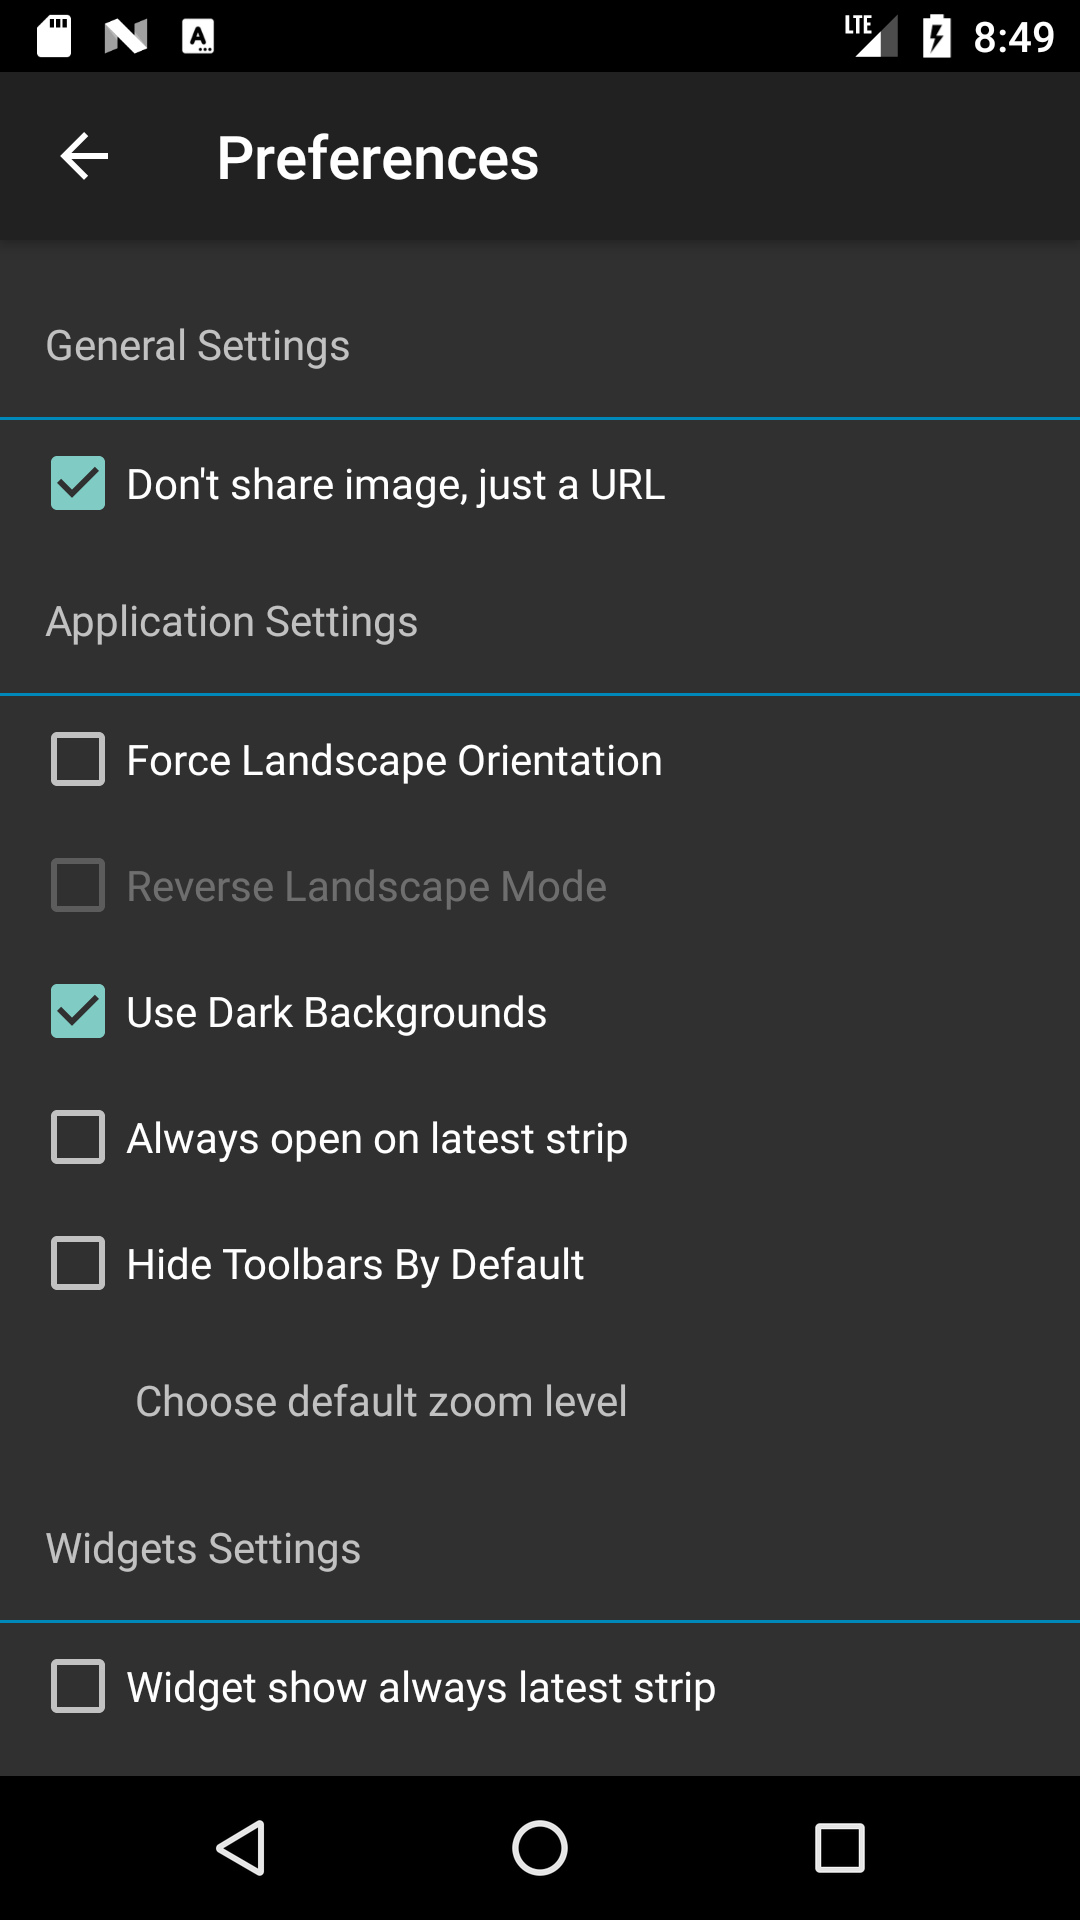 LTE 8:49
Preferences
General Settings
Don't share image, just a URL
Application Settings
Force Landscape Orientation
Reverse Landscape Mode
Use Dark Backgrounds
Always open on latest strip
Hide Toolbars By Default
Choose default zoom level
Widgets Settings
Widget show always latest strip